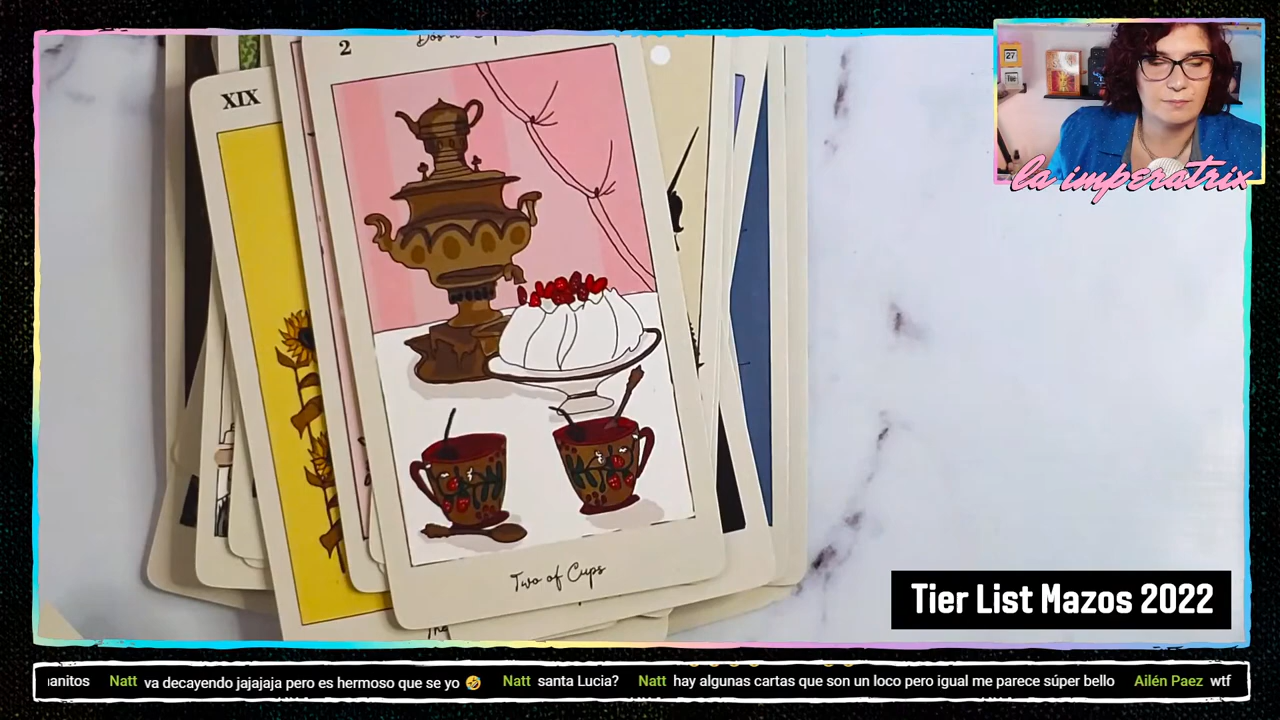 2
XIX
27
la imperatrix
Two of Cups
Tier List Mazos 2022
Natt va decayendo jajajaja pero es hermoso que se yo 🤣 Natt santa Lucia? Natt hay algunas cartas que son un loco pero igual me parece súper bello Ailén Paez wtf